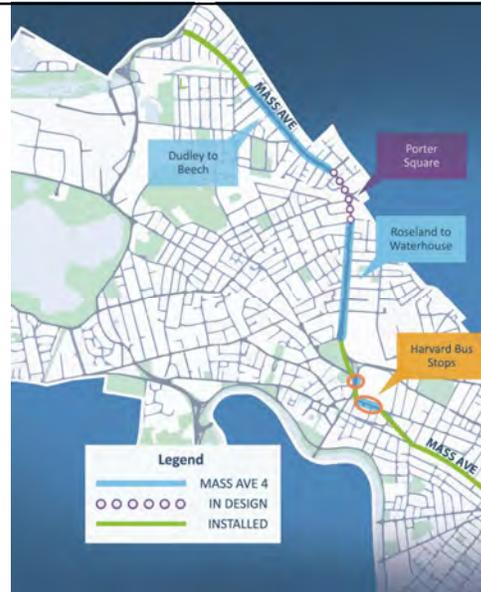 MASS AVE
Dudley to
Beech
Porter
Square
Roseland to
Waterhouse
Harvard Bus
Stops
MASS AVE
Legend
MASS AVE 4
IN DESIGN
INSTALLED